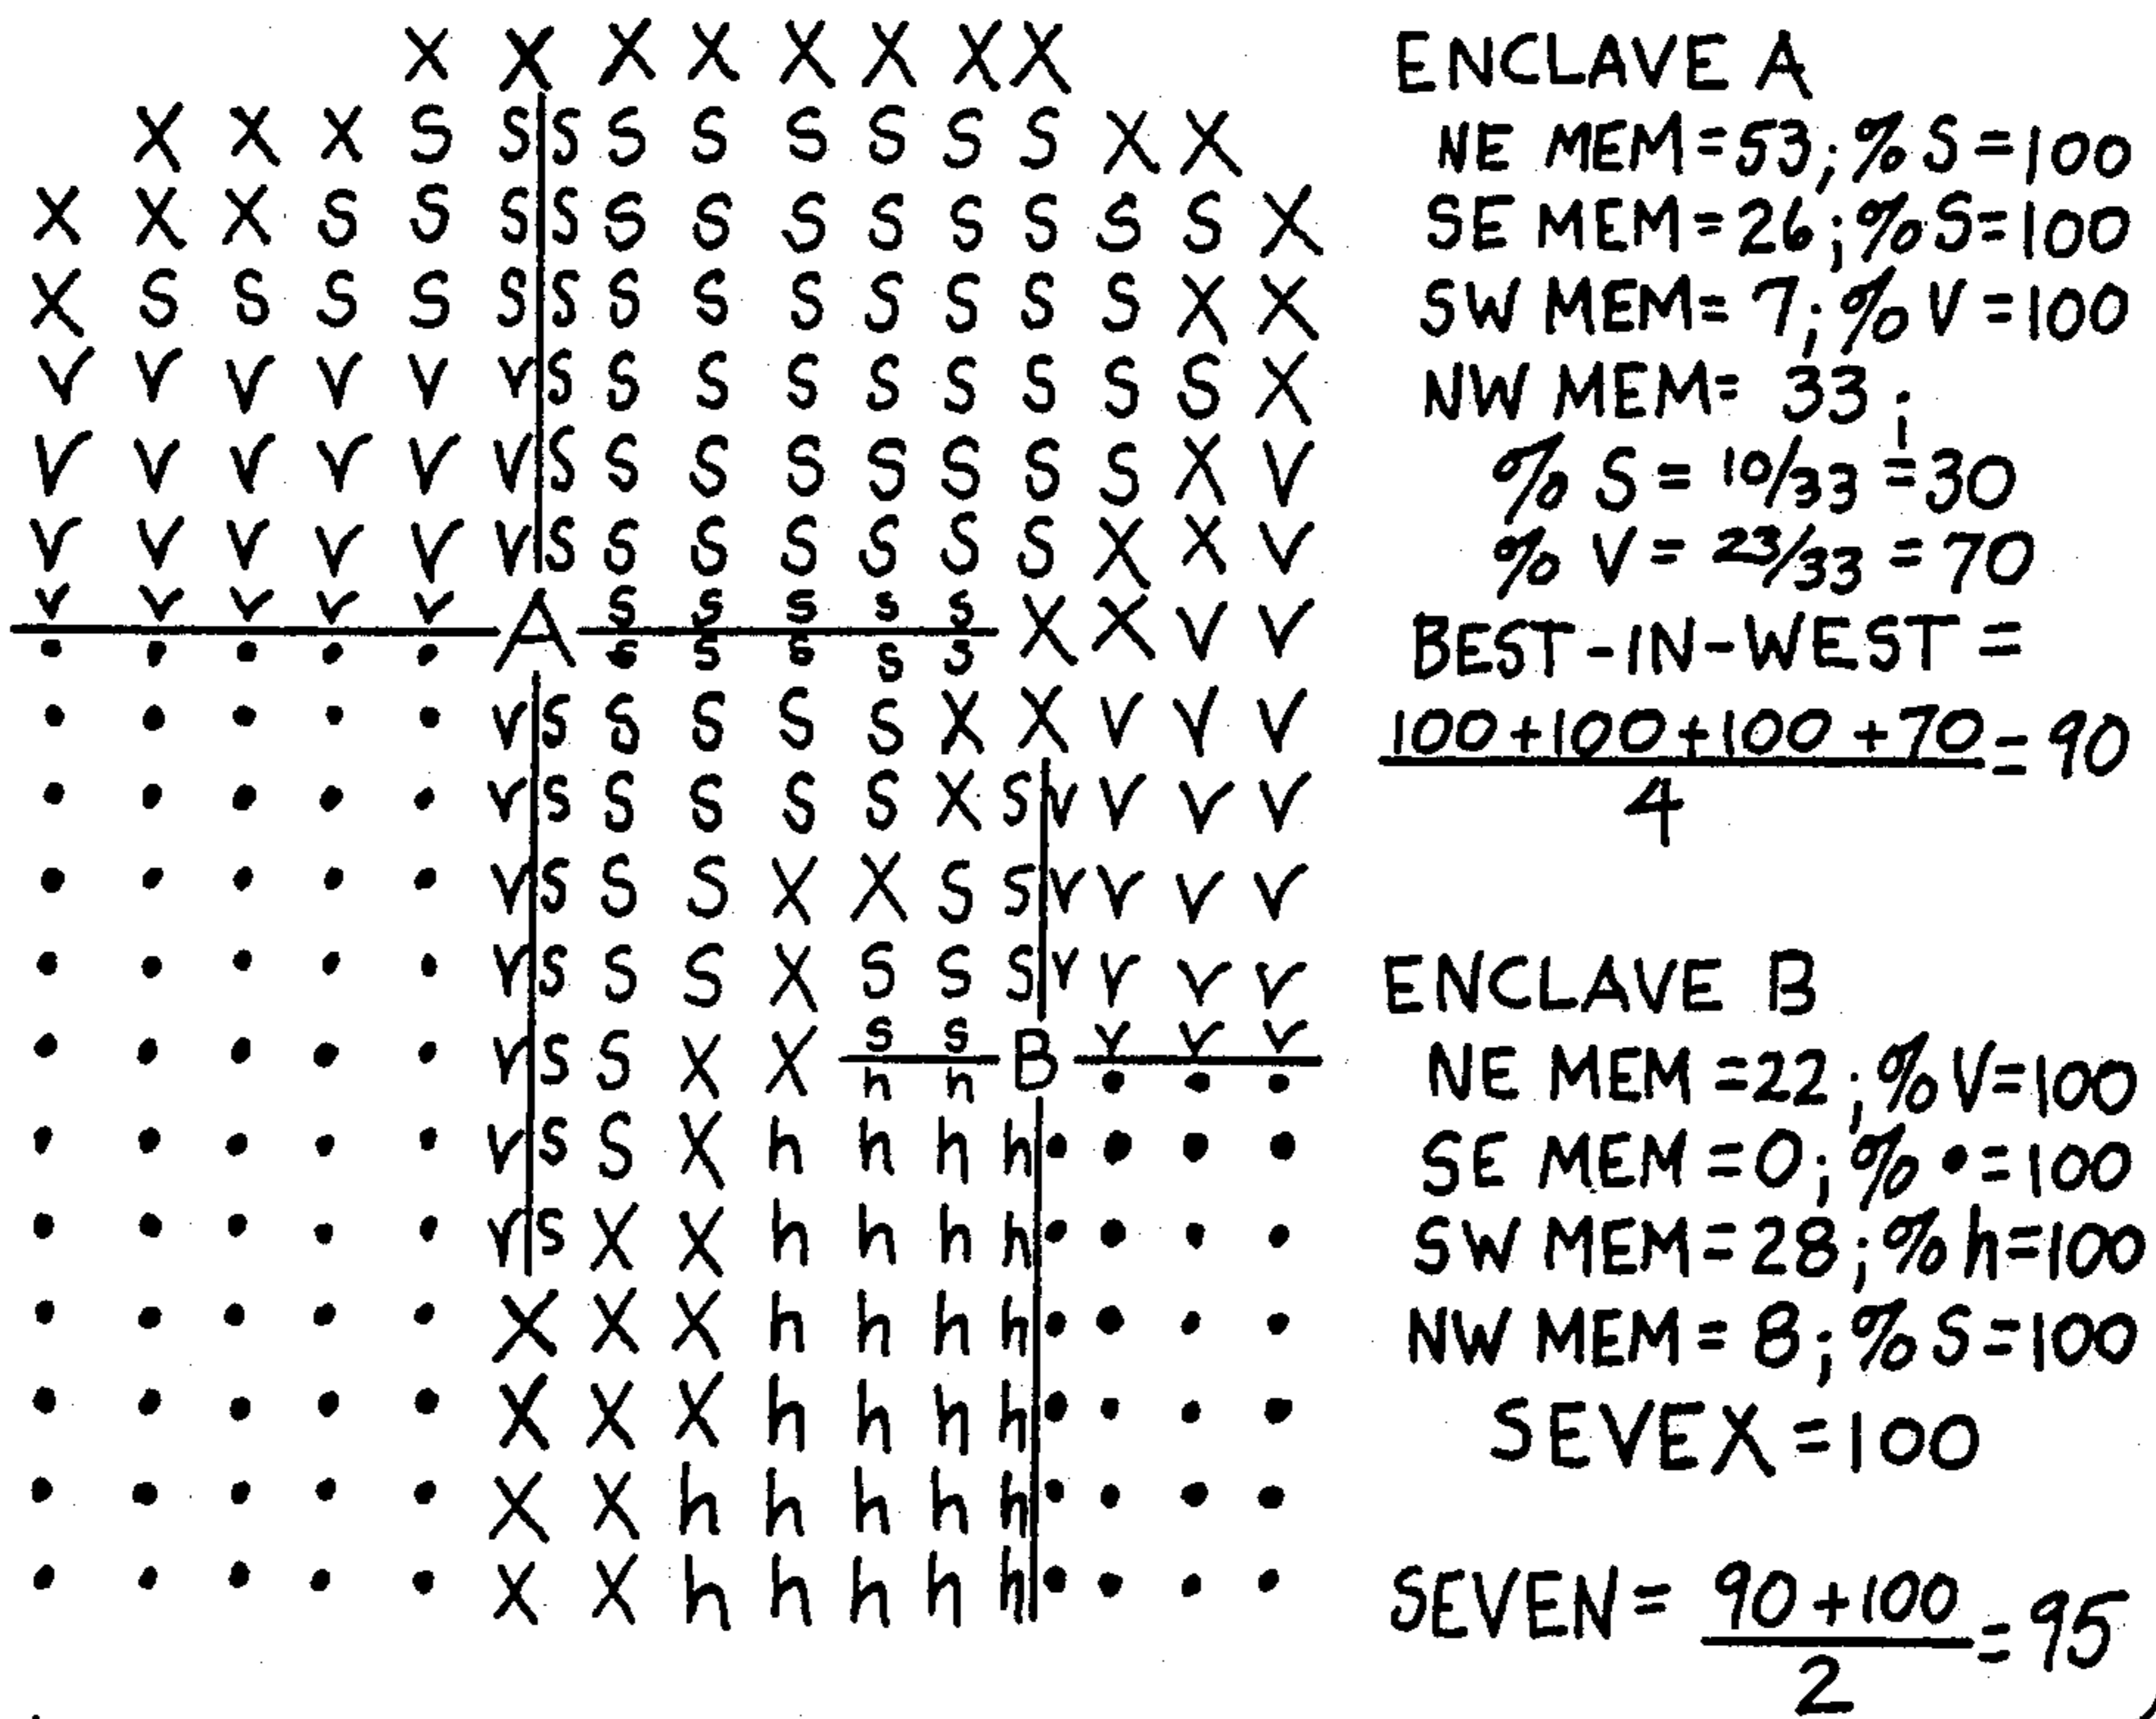 X X X X X X X X
X X X S S S S S S S S S S X X
X X X S S S S S S S S S S S S S X
X S S S S S S S S S S S S S X X
V V V V V V S S S S S S S S S X
V V V V V V S S S S S S S S X V
V V V V V V S S S S S S S X X V
V V V V V A S S S S S X X V V
• • • • • S S S S S
• • • • • V S S S S S X X V V V
• • • • • V S S S S S X S V V V V
• • • • • V S S S X X S S V V V V
• • • • • V S S S X S S S V V V V
• • • • • V S S X X S S B V V V
h h • • •
• • • • • V S S X h h h h • • • •
• • • • • V S X X h h h h • • • •
• • • • • X X X h h h h • • • •
• • • • • X X X h h h h • • • •
• • • • • X X h h h h h • • • •
• • • • • X X h h h h h • • • •
ENCLAVE A
NE MEM = 53; % S = 100
SE MEM = 26; % S = 100
SW MEM = 7; % V = 100
NW MEM = 33;
% S = 10/33 = 30
% V = 23/33 = 70
BEST-IN-WEST =
100 + 100 + 100 + 70 = 90
4
ENCLAVE B
NE MEM = 22; % V = 100
SE MEM = 0; % • = 100
SW MEM = 28; % h = 100
NW MEM = 8; % S = 100
SEVEX = 100
SEVEN = 90 + 100 = 95
2